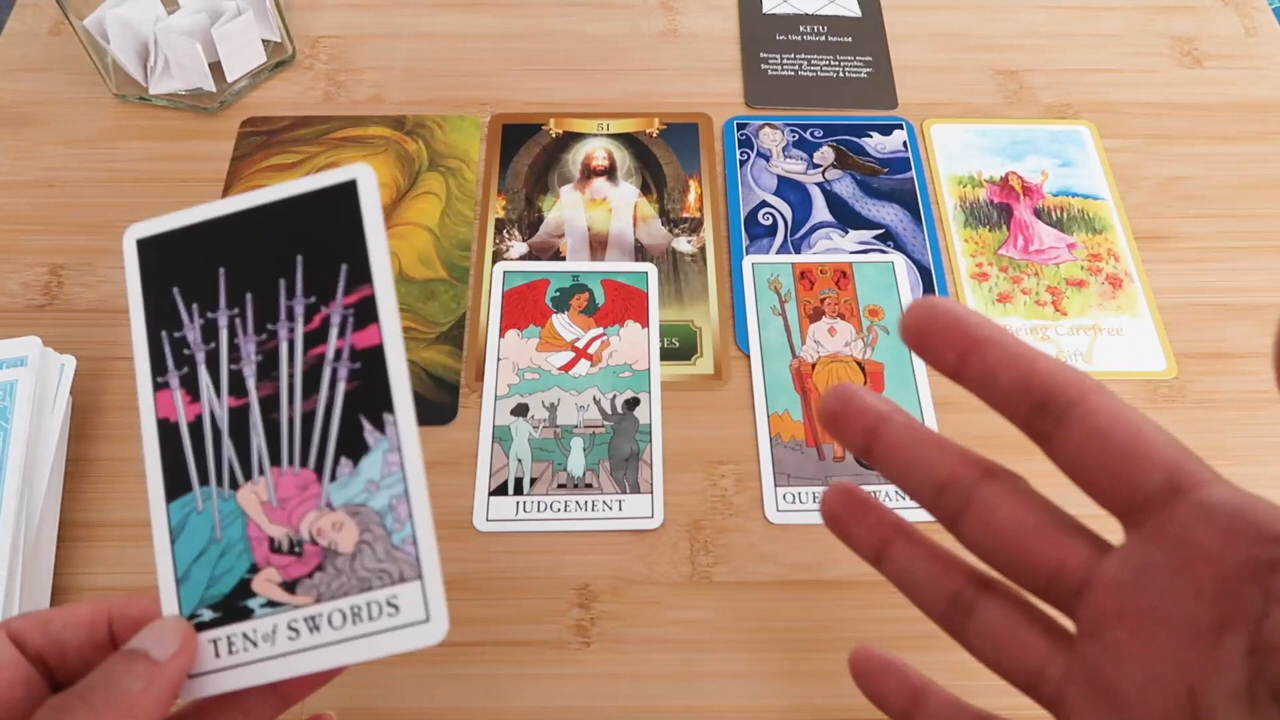 KETU
in the third house
Strong and adventurous. Loves music
and dancing. Might be psychic.
Strong mind. Great money manager.
Sociable. Helps family & friends.
51
II
Being Carefree
Gift
JUDGEMENT
TEN of SWORDS